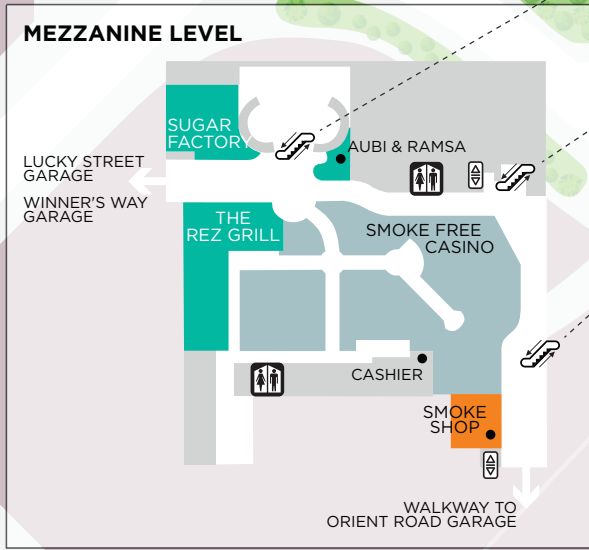 MEZZANINE LEVEL
SUGAR
FACTORY
AUBI & RAMSA
LUCKY STREET
GARAGE
WINNER'S WAY
GARAGE
THE
REZ GRILL
SMOKE FREE
CASINO
CASHIER
SMOKE
SHOP
WALKWAY TO
ORIENT ROAD GARAGE